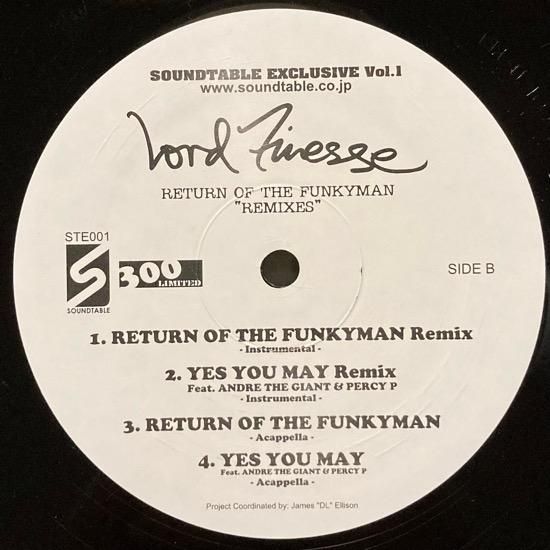 SOUNDTABLE EXCLUSIVE Vol.1
www.soundtable.co.jp
Lord Finesse
RETURN OF THE FUNKYMAN
"REMIXES"
STE001
S
SOUNDTABLE
300
LIMITED
SIDE B
1. RETURN OF THE FUNKYMAN Remix
- Instrumental -
2. YES YOU MAY Remix
Feat. ANDRE THE GIANT & PERCY P
- Instrumental -
3. RETURN OF THE FUNKYMAN
- Acappella -
4. YES YOU MAY
Feat. ANDRE THE GIANT & PERCY P
- Acappella -
Project Coordinated by: James "DL" Ellison